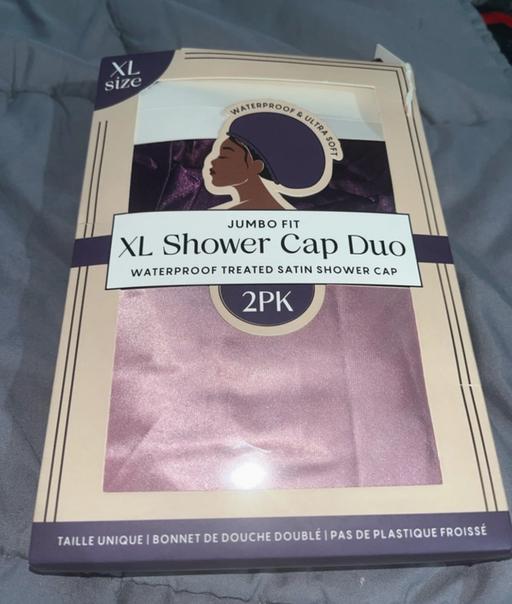 XL
size
WATERPROOF & ULTRA SOFT
JUMBO FIT
XL Shower Cap Duo
WATERPROOF TREATED SATIN SHOWER CAP
2PK
TAILLE UNIQUE | BONNET DE DOUCHE DOUBLÉ | PAS DE PLASTIQUE FROISSÉ